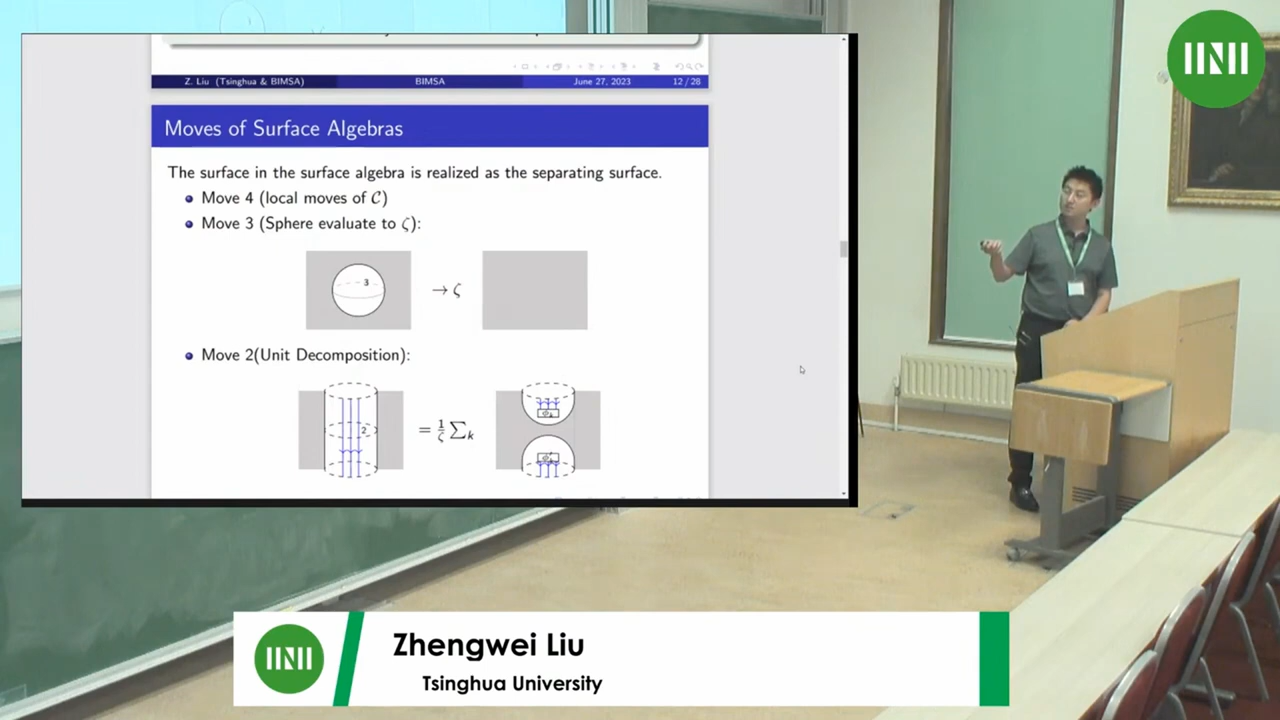 Z. Liu (Tsinghua & BIMSA) BIMSA June 27, 2023 12 / 28
Moves of Surface Algebras
The surface in the surface algebra is realized as the separating surface.
Move 4 (local moves of C)
Move 3 (Sphere evaluate to ζ):
3
→ ζ
Move 2(Unit Decomposition):
2
= 1/ζ ∑k
Zhengwei Liu
Tsinghua University